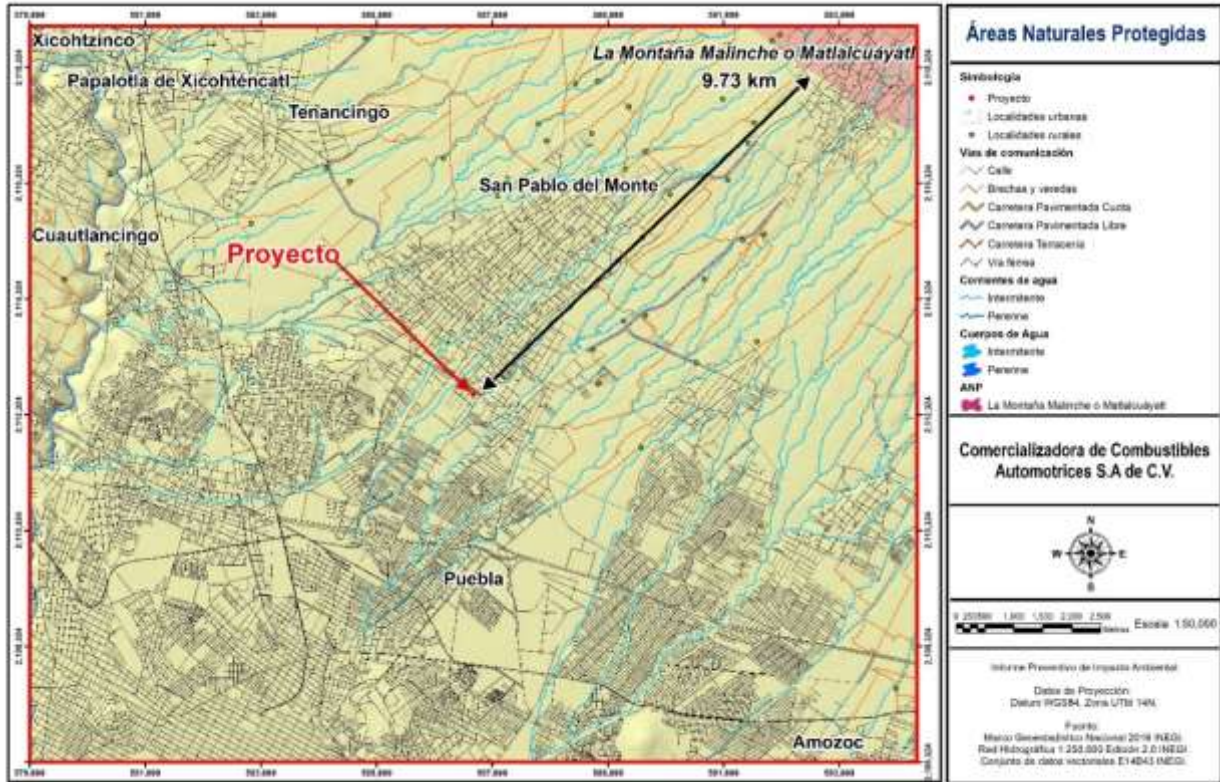 Xicohtzinco
Papalotla de Xicohténcatl
Tenancingo
La Montaña Malinche o Matlalcuáyatl
9.73 km
San Pablo del Monte
Cuautlancingo
Proyecto
Puebla
Amozoc
Áreas Naturales Protegidas
Simbología
Proyecto
Localidades urbanas
Localidades rurales
Vías de comunicación
Calle
Brechas y veredas
Carretera Pavimentada Cuota
Carretera Pavimentada Libre
Carretera Terracería
Vía férrea
Corrientes de agua
Intermitente
Perenne
Cuerpos de Agua
Intermitente
Perenne
ANP
La Montaña Malinche o Matlalcuáyatl
Comercializadora de Combustibles
Automotrices S.A de C.V.
N
W
E
S
Escala 1:50,000
Informe Preventivo de Impacto Ambiental
Datos de Proyección
Datum WGS84, Zona UTM 14N.
Fuente:
Marco Geoestadístico Nacional 2016 INEGI.
Red Hidrográfica 1:250,000 Edición 2.0 INEGI.
Conjunto de datos vectoriales E14B43 INEGI.